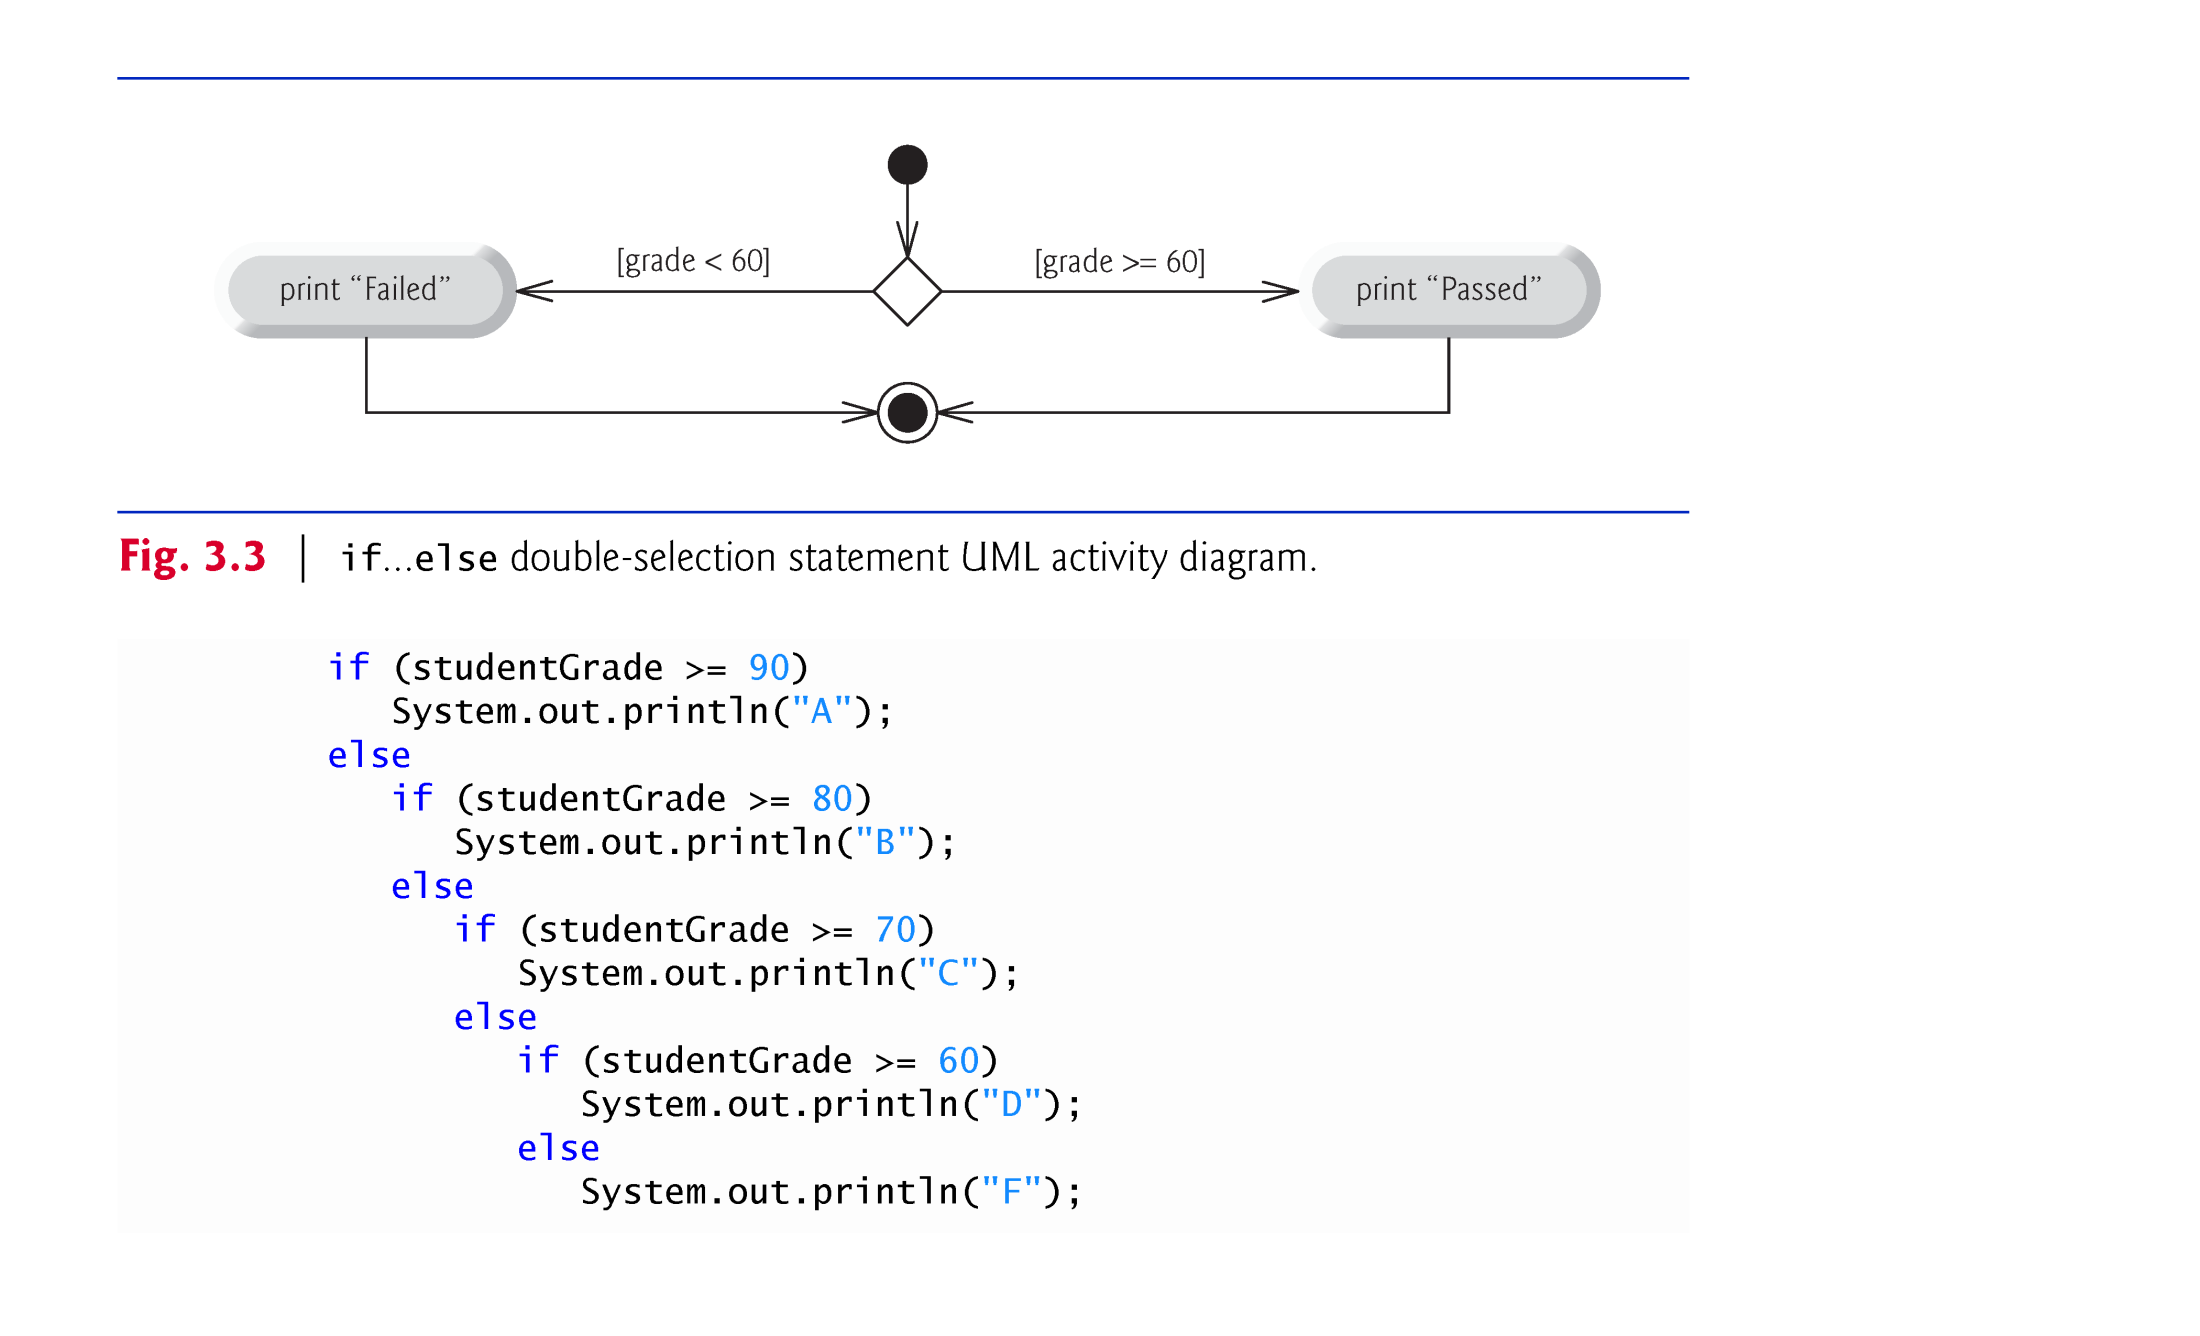 [grade < 60]
[grade >= 60]
print “Failed”
print “Passed”
Fig. 3.3 | if...else double-selection statement UML activity diagram.
if (studentGrade >= 90)
   System.out.println("A");
else
   if (studentGrade >= 80)
      System.out.println("B");
   else
      if (studentGrade >= 70)
         System.out.println("C");
      else
         if (studentGrade >= 60)
            System.out.println("D");
         else
            System.out.println("F");